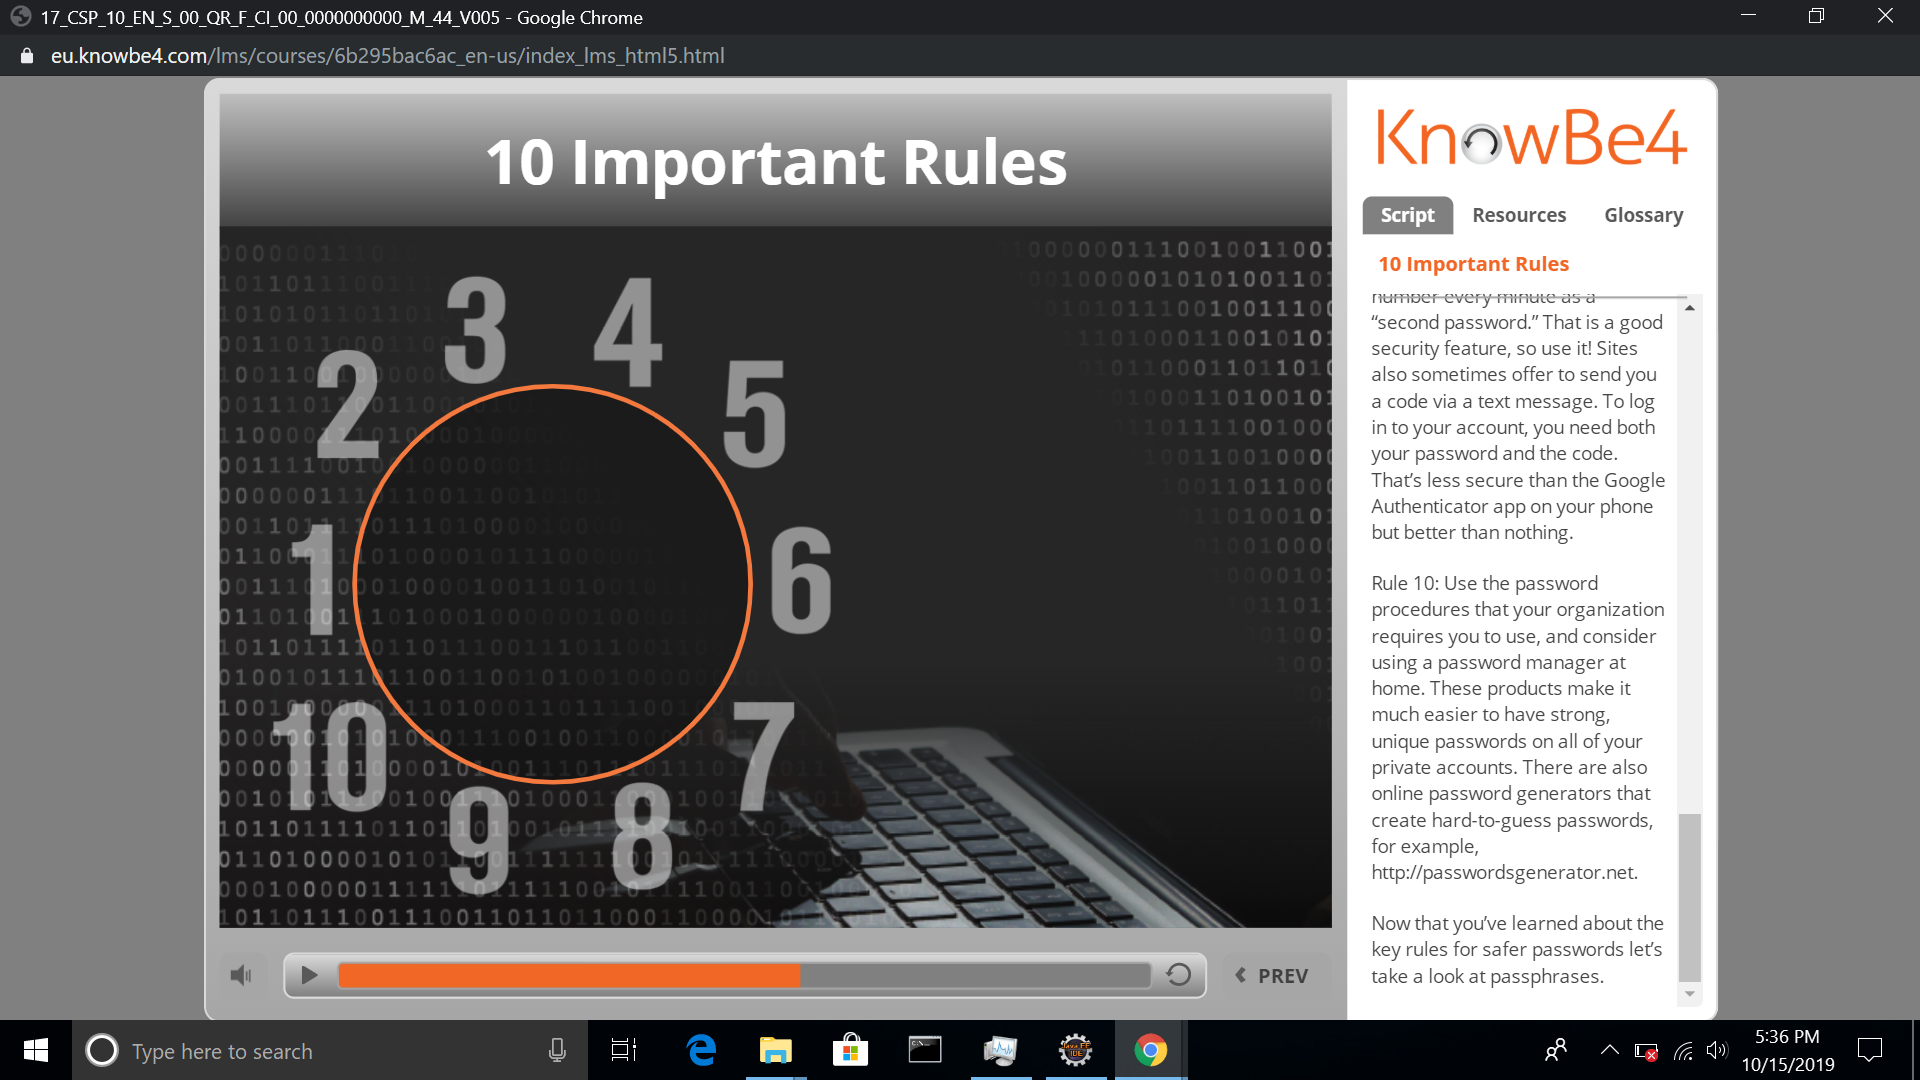 17_CSP_10_EN_S_00_QR_F_CI_00_0000000000_M_44_V005 - Google Chrome
eu.knowbe4.com/lms/courses/6b295bac6ac_en-us/index_lms_html5.html
10 Important Rules
1
2
3
4
5
6
7
8
9
10
PREV
KnowBe4
Script Resources Glossary
10 Important Rules
number every minute as a
“second password.” That is a good
security feature, so use it! Sites
also sometimes offer to send you
a code via a text message. To log
in to your account, you need both
your password and the code.
That’s less secure than the Google
Authenticator app on your phone
but better than nothing.
Rule 10: Use the password
procedures that your organization
requires you to use, and consider
using a password manager at
home. These products make it
much easier to have strong,
unique passwords on all of your
private accounts. There are also
online password generators that
create hard-to-guess passwords,
for example,
http://passwordsgenerator.net.
Now that you’ve learned about the
key rules for safer passwords let’s
take a look at passphrases.
Type here to search
5:36 PM
10/15/2019